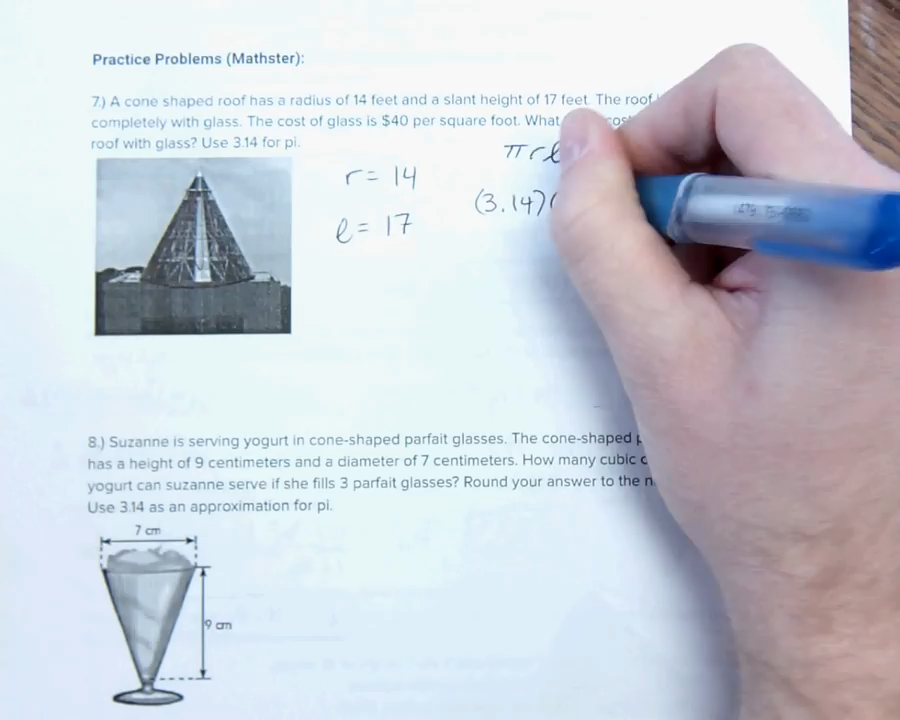 Practice Problems (Mathster):
7.) A cone shaped roof has a radius of 14 feet and a slant height of 17 feet. The roof
completely with glass. The cost of glass is $40 per square foot. What cost
roof with glass? Use 3.14 for pi.
πrℓ
r = 14
(3.14)(
ℓ = 17
8.) Suzanne is serving yogurt in cone-shaped parfait glasses. The cone-shaped
has a height of 9 centimeters and a diameter of 7 centimeters. How many cubic
yogurt can suzanne serve if she fills 3 parfait glasses? Round your answer to the
Use 3.14 as an approximation for pi.
7 cm
9 cm